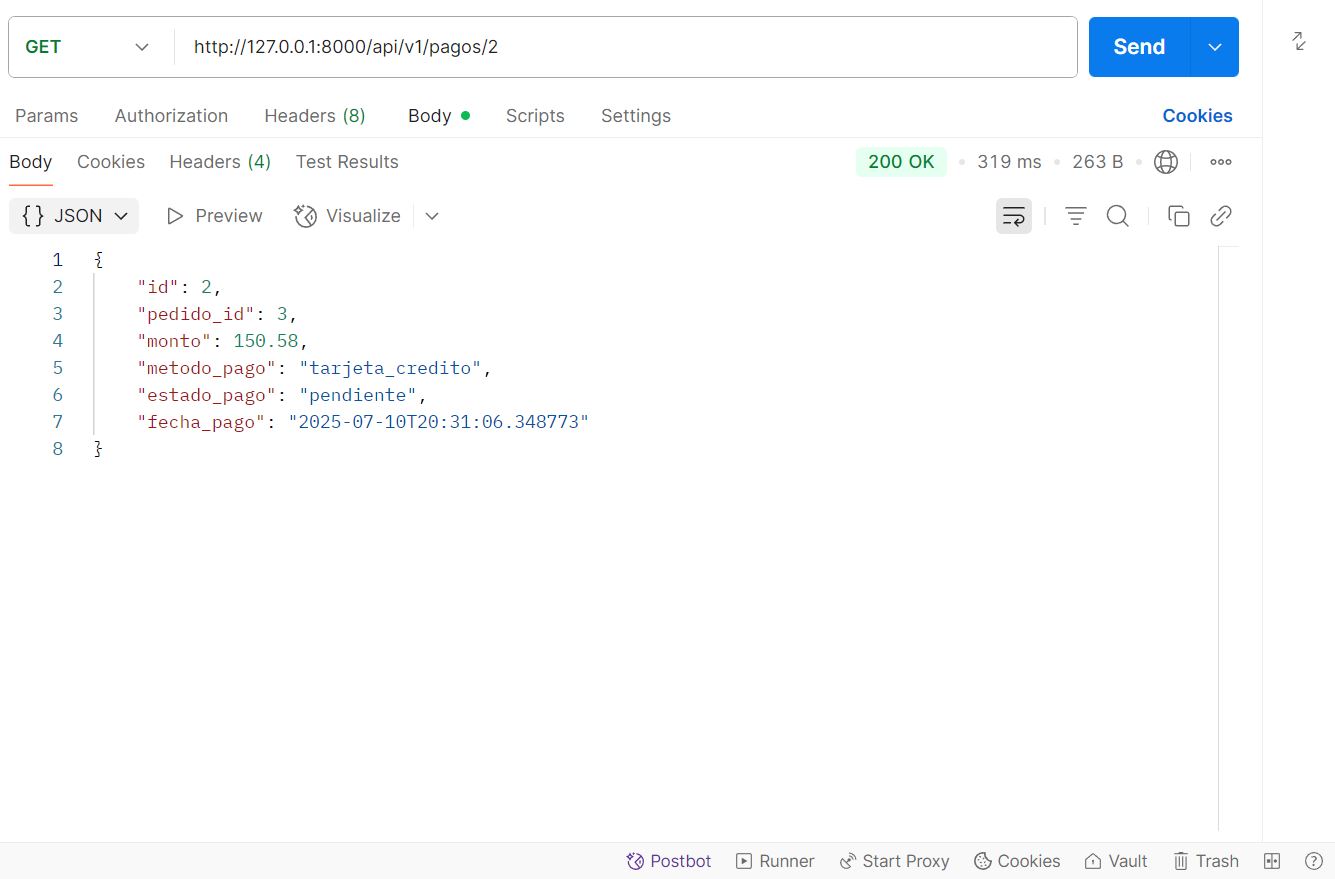 GET http://127.0.0.1:8000/api/v1/pagos/2 Send
Params Authorization Headers (8) Body Scripts Settings Cookies
Body Cookies Headers (4) Test Results 200 OK 319 ms 263 B
{} JSON Preview Visualize
1 {
2 "id": 2,
3 "pedido_id": 3,
4 "monto": 150.58,
5 "metodo_pago": "tarjeta_credito",
6 "estado_pago": "pendiente",
7 "fecha_pago": "2025-07-10T20:31:06.348773"
8 }
Postbot Runner Start Proxy Cookies Vault Trash